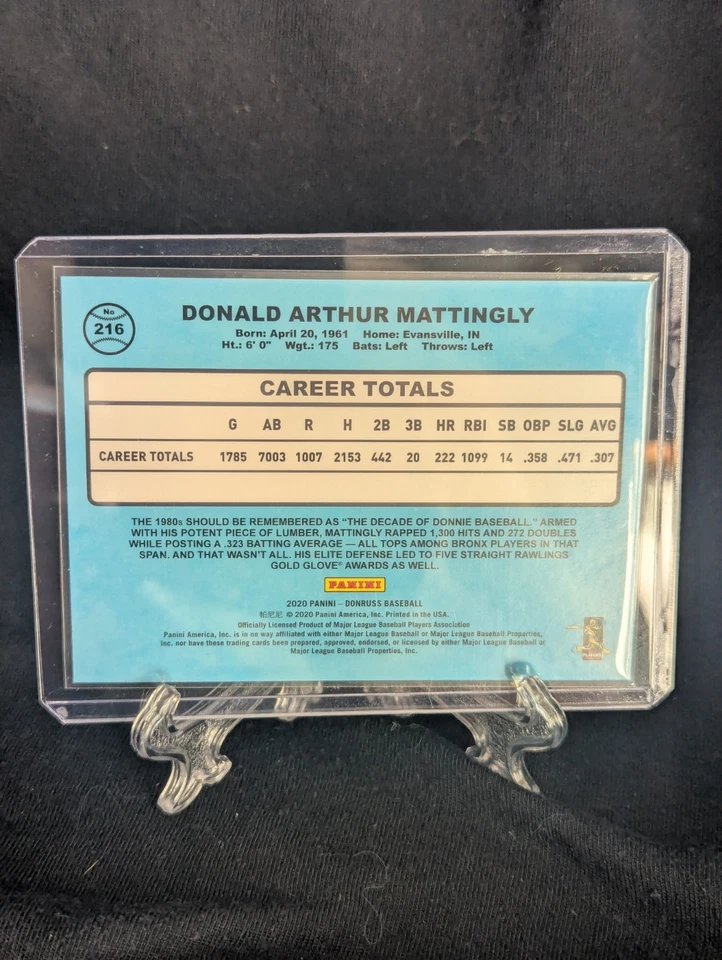 No
216
DONALD ARTHUR MATTINGLY
Born: April 20, 1961 Home: Evansville, IN
Ht.: 6' 0" Wgt.: 175 Bats: Left Throws: Left
CAREER TOTALS
G AB R H 2B 3B HR RBI SB OBP SLG AVG
CAREER TOTALS 1785 7003 1007 2153 442 20 222 1099 14 .358 .471 .307
THE 1980s SHOULD BE REMEMBERED AS "THE DECADE OF DONNIE BASEBALL." ARMED
WITH HIS POTENT PIECE OF LUMBER, MATTINGLY RAPPED 1,300 HITS AND 272 DOUBLES
WHILE POSTING A .323 BATTING AVERAGE — ALL TOPS AMONG BRONX PLAYERS IN THAT
SPAN. AND THAT WASN'T ALL. HIS ELITE DEFENSE LED TO FIVE STRAIGHT RAWLINGS
GOLD GLOVE® AWARDS AS WELL.
PANINI
2020 PANINI – DONRUSS BASEBALL
帕尼尼 © 2020 Panini America, Inc. Printed in the USA.
Officially Licensed Product of Major League Baseball Players Association
Panini America, Inc. is in no way affiliated with either Major League Baseball or Major League Baseball Properties,
Inc. nor have these trading cards been prepared, approved, endorsed, or licensed by either Major League Baseball or
Major League Baseball Properties, Inc.